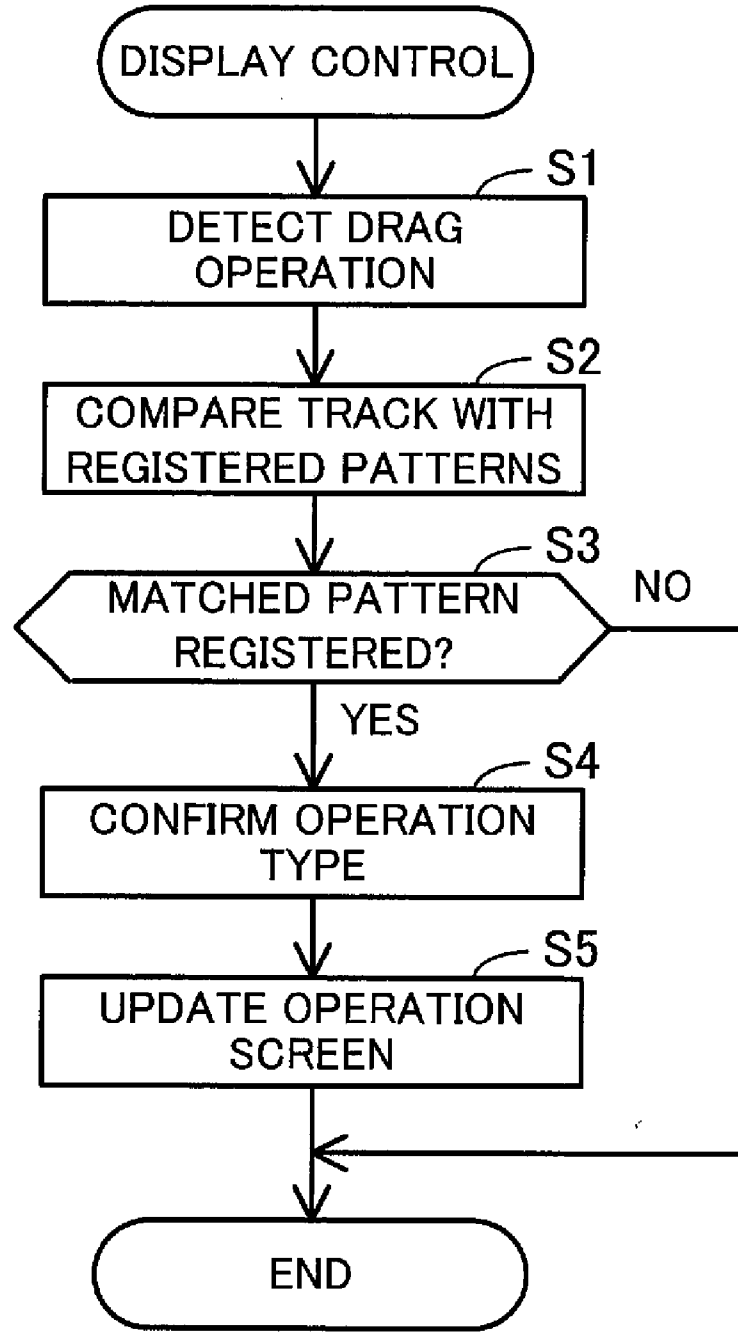 DISPLAY CONTROL
S1
DETECT DRAG
OPERATION
S2
COMPARE TRACK WITH
REGISTERED PATTERNS
S3
MATCHED PATTERN
REGISTERED?
NO
YES
S4
CONFIRM OPERATION
TYPE
S5
UPDATE OPERATION
SCREEN
END